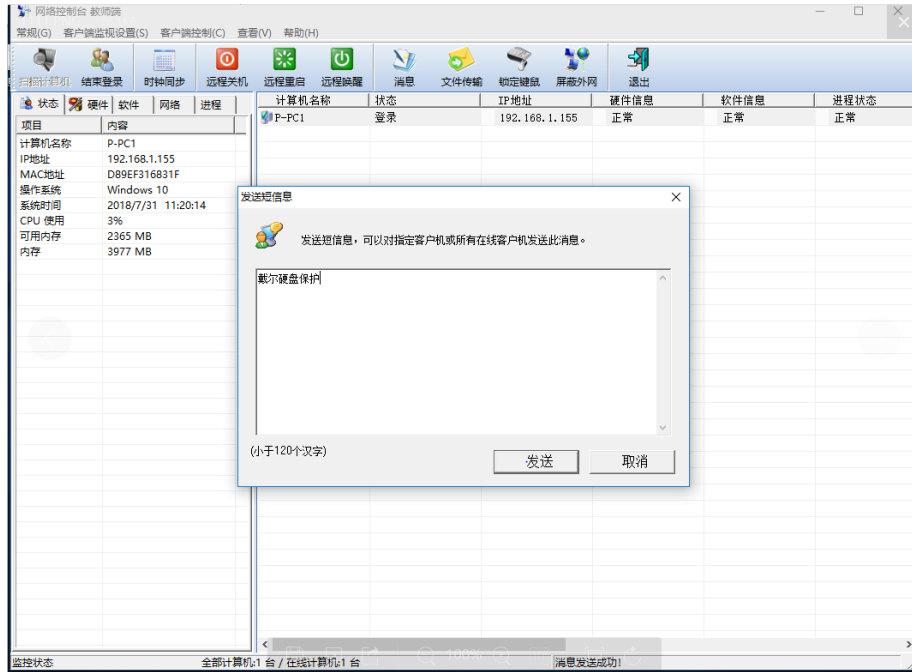 网络控制台 教师端
常规(G) 客户端监视设置(S) 客户端控制(C) 查看(V) 帮助(H)
扫描计算机 结束登录 时钟同步 远程关机 远程重启 远程唤醒 消息 文件传输 锁定键鼠 屏蔽外网 退出
状态 硬件 软件 网络 进程
计算机名称 状态 IP地址 硬件信息 软件信息 进程状态
P-PC1 登录 192.168.1.155 正常 正常 正常
项目 内容
计算机名称 P-PC1
IP地址 192.168.1.155
MAC地址 D89EF316831F
操作系统 Windows 10
系统时间 2018/7/31 11:20:14
CPU 使用 3%
可用内存 2365 MB
内存 3977 MB
发送短信息
发送短信息，可以对指定客户机或所有在线客户机发送此消息。
戴尔硬盘保护
(小于120个汉字)
发送 取消
100%
监控状态 全部计算机:1 台 / 在线计算机:1 台 消息发送成功!